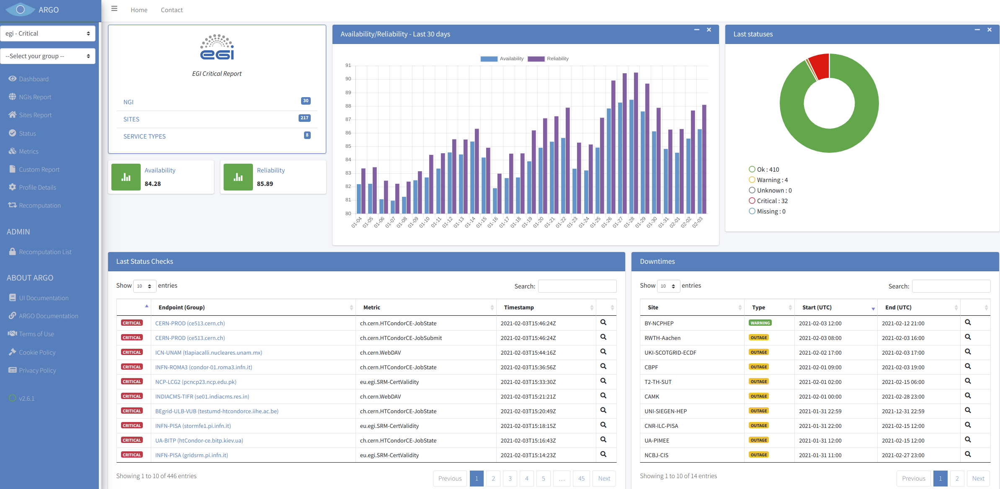 ARGO
Home
Contact
egi - Critical
--Select your group --
Dashboard
NGIs Report
Sites Report
Status
Metrics
Custom Report
Profile Details
Recomputation
ADMIN
Recomputation List
ABOUT ARGO
UI Documentation
ARGO Documentation
Terms of Use
Cookie Policy
Privacy Policy
v2.6.1
egi
EGI Critical Report
NGI 30
SITES 217
SERVICE TYPES 8
Availability
84.28
Reliability
85.89
Availability/Reliability - Last 30 days
Availability Reliability
91
90
89
88
87
86
85
84
83
82
81
80
01-04 01-05 01-06 01-07 01-08 01-09 01-10 01-11 01-12 01-13 01-14 01-15 01-16 01-17 01-18 01-19 01-20 01-21 01-22 01-23 01-24 01-25 01-26 01-27 01-28 01-29 01-30 01-31 02-01 02-02 02-03
Last statuses
Ok : 410
Warning : 4
Unknown : 0
Critical : 32
Missing : 0
Last Status Checks
Show 10 entries Search:
Endpoint (Group) Metric Timestamp
CRITICAL CERN-PROD (ce513.cern.ch) ch.cern.HTCondorCE-JobState 2021-02-03T15:46:24Z
CRITICAL CERN-PROD (ce513.cern.ch) ch.cern.HTCondorCE-JobSubmit 2021-02-03T15:46:24Z
CRITICAL ICN-UNAM (tlapiacalli.nucleares.unam.mx) ch.cern.WebDAV 2021-02-03T15:44:16Z
CRITICAL INFN-ROMA3 (condor-01.roma3.infn.it) ch.cern.HTCondorCE-JobState 2021-02-03T15:36:56Z
CRITICAL NCP-LCG2 (pcncp23.ncp.edu.pk) eu.egi.SRM-CertValidity 2021-02-03T15:33:30Z
CRITICAL INDIACMS-TIFR (se01.indiacms.res.in) ch.cern.WebDAV 2021-02-03T15:21:21Z
CRITICAL BEgrid-ULB-VUB (testumd-htcondorce.iihe.ac.be) ch.cern.HTCondorCE-JobState 2021-02-03T15:20:49Z
CRITICAL INFN-PISA (stormfe1.pi.infn.it) eu.egi.SRM-CertValidity 2021-02-03T15:18:15Z
CRITICAL UA-BITP (htCondor-ce.bitp.kiev.ua) ch.cern.HTCondorCE-JobState 2021-02-03T15:16:43Z
CRITICAL INFN-PISA (gridsrm.pi.infn.it) eu.egi.SRM-CertValidity 2021-02-03T15:14:23Z
Showing 1 to 10 of 446 entries
Previous 1 2 3 4 5 … 45 Next
Downtimes
Show 10 entries Search:
Site Type Start (UTC) End (UTC)
BY-NCPHEP WARNING 2021-02-03 12:00 2021-02-12 21:00
RWTH-Aachen OUTAGE 2021-02-03 08:00 2021-02-03 16:00
UKI-SCOTGRID-ECDF OUTAGE 2021-02-02 17:00 2021-02-03 17:00
CBPF OUTAGE 2021-02-01 09:00 2021-02-03 19:00
T2-TH-SUT OUTAGE 2021-02-01 02:00 2021-02-15 06:00
CAMK OUTAGE 2021-02-01 00:00 2021-02-28 23:00
UNI-SIEGEN-HEP OUTAGE 2021-01-31 22:59 2021-12-31 22:59
CNR-ILC-PISA OUTAGE 2021-01-31 22:00 2021-02-15 12:00
UA-PIMEE OUTAGE 2021-01-31 12:00 2021-02-15 12:00
NCBJ-CIS OUTAGE 2021-01-31 11:00 2021-02-27 23:00
Showing 1 to 10 of 14 entries
Previous 1 2 Next